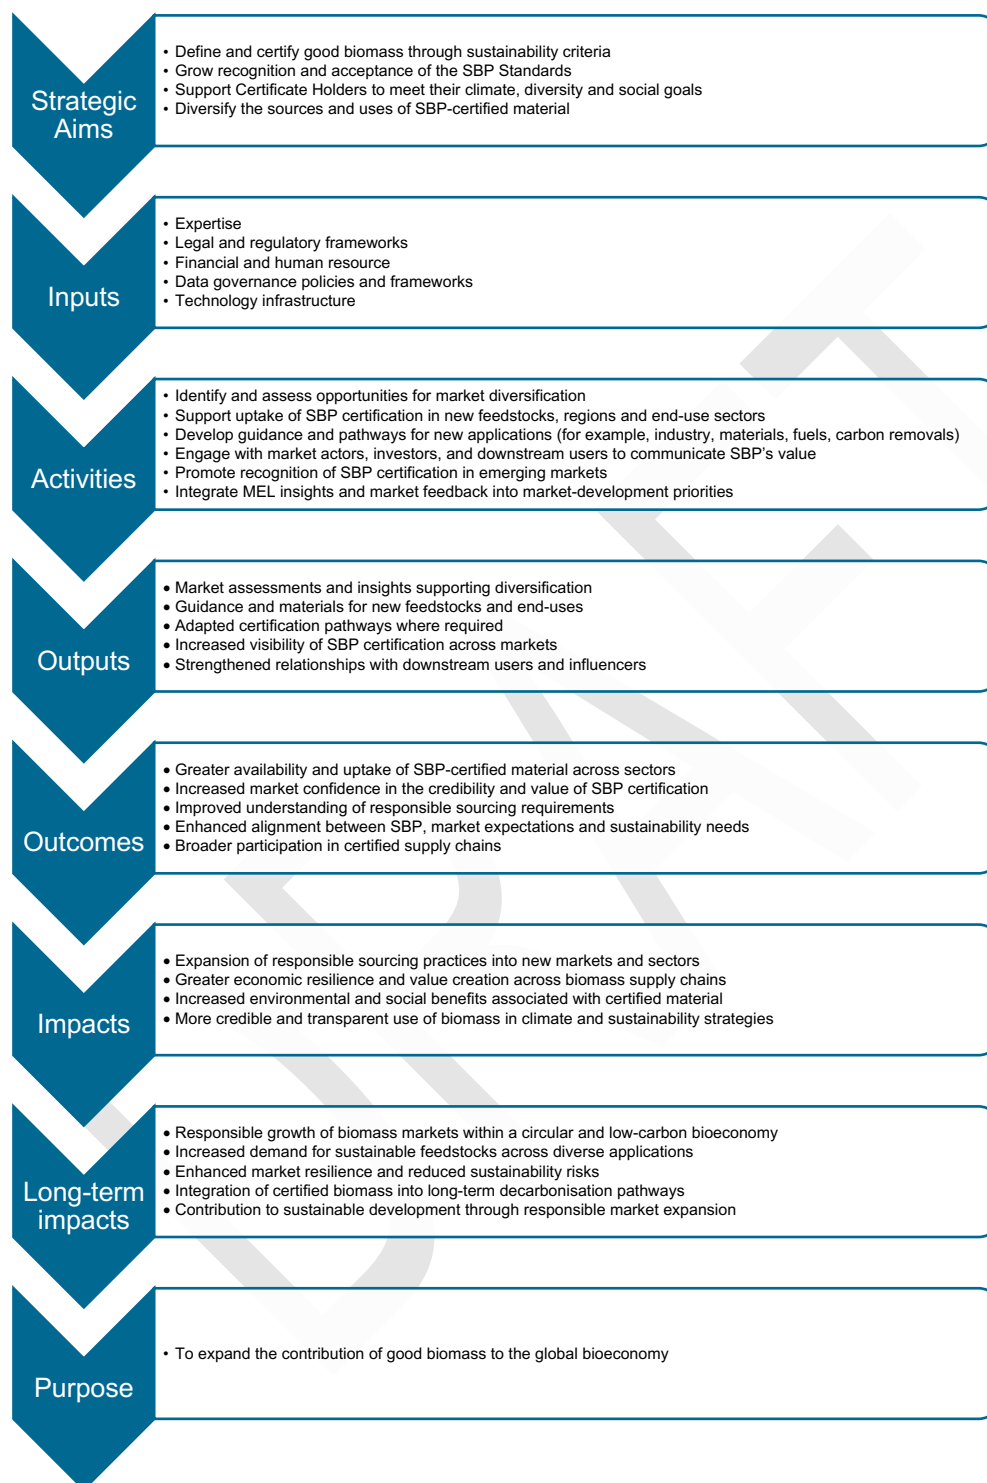 Strategic
Aims
• Define and certify good biomass through sustainability criteria
• Grow recognition and acceptance of the SBP Standards
• Support Certificate Holders to meet their climate, diversity and social goals
• Diversify the sources and uses of SBP-certified material
Inputs
• Expertise
• Legal and regulatory frameworks
• Financial and human resource
• Data governance policies and frameworks
• Technology infrastructure
Activities
• Identify and assess opportunities for market diversification
• Support uptake of SBP certification in new feedstocks, regions and end-use sectors
• Develop guidance and pathways for new applications (for example, industry, materials, fuels, carbon removals)
• Engage with market actors, investors, and downstream users to communicate SBP's value
• Promote recognition of SBP certification in emerging markets
• Integrate MEL insights and market feedback into market-development priorities
Outputs
• Market assessments and insights supporting diversification
• Guidance and materials for new feedstocks and end-uses
• Adapted certification pathways where required
• Increased visibility of SBP certification across markets
• Strengthened relationships with downstream users and influencers
Outcomes
• Greater availability and uptake of SBP-certified material across sectors
• Increased market confidence in the credibility and value of SBP certification
• Improved understanding of responsible sourcing requirements
• Enhanced alignment between SBP, market expectations and sustainability needs
• Broader participation in certified supply chains
Impacts
• Expansion of responsible sourcing practices into new markets and sectors
• Greater economic resilience and value creation across biomass supply chains
• Increased environmental and social benefits associated with certified material
• More credible and transparent use of biomass in climate and sustainability strategies
Long-term
impacts
• Responsible growth of biomass markets within a circular and low-carbon bioeconomy
• Increased demand for sustainable feedstocks across diverse applications
• Enhanced market resilience and reduced sustainability risks
• Integration of certified biomass into long-term decarbonisation pathways
• Contribution to sustainable development through responsible market expansion
Purpose
• To expand the contribution of good biomass to the global bioeconomy
DRAFT